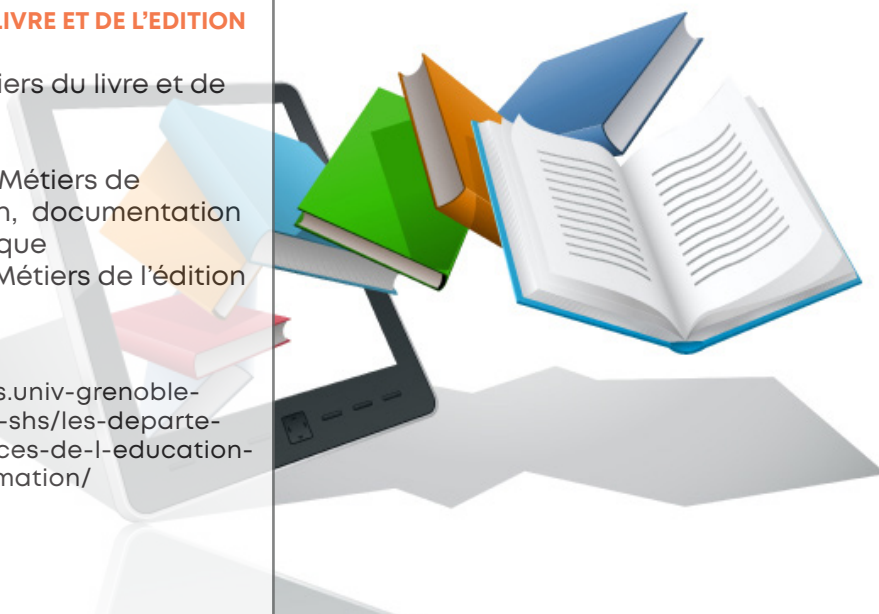 LIVRE ET DE L'EDITION
iers du livre et de
Métiers de
n, documentation
que
Métiers de l'édition
s.univ-grenoble-
-shs/les-departe-
ces-de-l-education-
mation/